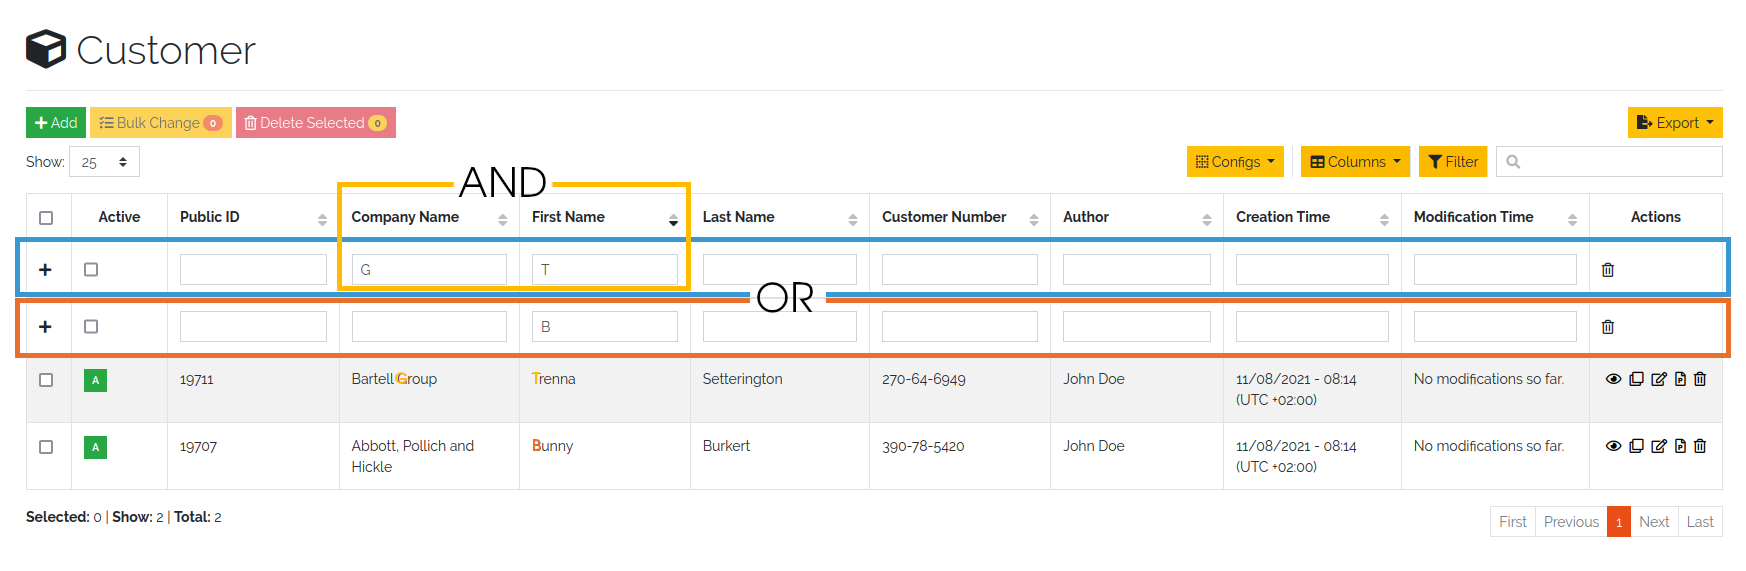 Customer
Add Bulk Change 0 Delete Selected 0 Export
Show: 25 Configs Columns Filter
AND
Active Public ID Company Name First Name Last Name Customer Number Author Creation Time Modification Time Actions
G T
OR
B
A 19711 Bartell Group Trenna Setterington 270-64-6949 John Doe 11/08/2021 - 08:14 No modifications so far.
(UTC +02:00)
A 19707 Abbott, Pollich and Bunny Burkert 390-78-5420 John Doe 11/08/2021 - 08:14 No modifications so far.
Hickle (UTC +02:00)
Selected: 0 | Show: 2 | Total: 2 First Previous 1 Next Last